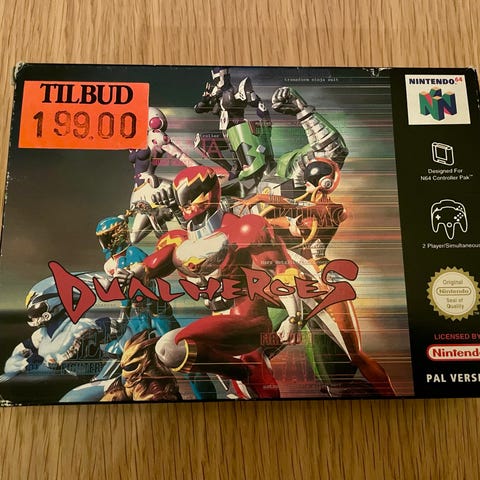 TILBUD
199.00
transform ninja suit
NINTENDO 64
Designed For
N64 Controller Pak™
2 Player/Simultaneous
DUAL HEROES
Original
Nintendo
Seal of
Quality
LICENSED BY
Nintendo
PAL VERSI